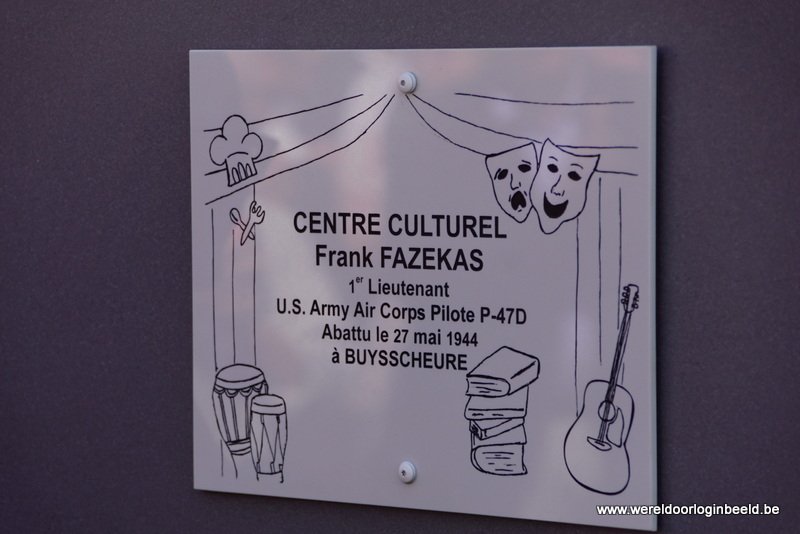 CENTRE CULTUREL
Frank FAZEKAS
1er Lieutenant
U.S. Army Air Corps Pilote P-47D
Abattu le 27 mai 1944
à BUYSSCHEURE
www.wereldoorloginbeeld.be